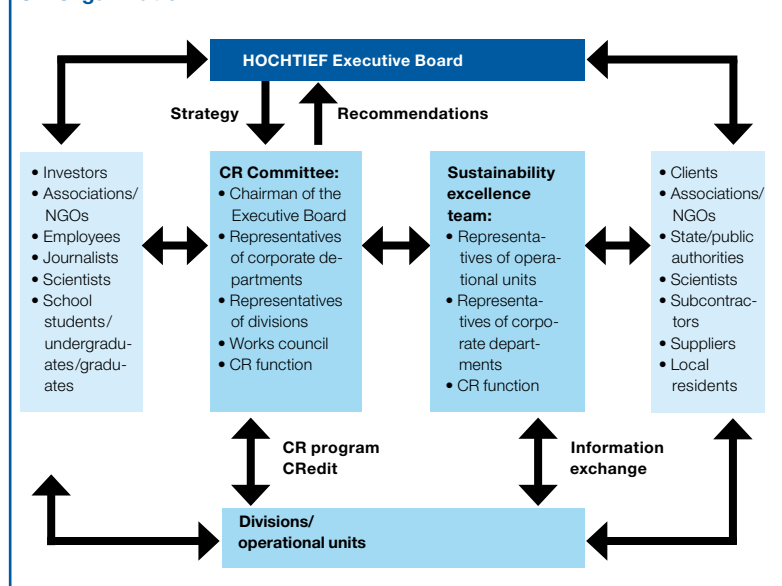 HOCHTIEF Executive Board
Strategy
Recommendations
• Investors
• Associations/
NGOs
• Employees
• Journalists
• Scientists
• School
students/
undergradu-
ates/gradu-
ates
CR Committee:
• Chairman of the
Executive Board
• Representatives
of corporate de-
partments
• Representatives
of divisions
• Works council
• CR function
Sustainability
excellence
team:
• Representa-
tives of opera-
tional units
• Representa-
tives of corpo-
rate depart-
ments
• CR function
• Clients
• Associations/
NGOs
• State/public
authorities
• Scientists
• Subcontrac-
tors
• Suppliers
• Local
residents
CR program
CRedit
Information
exchange
Divisions/
operational units